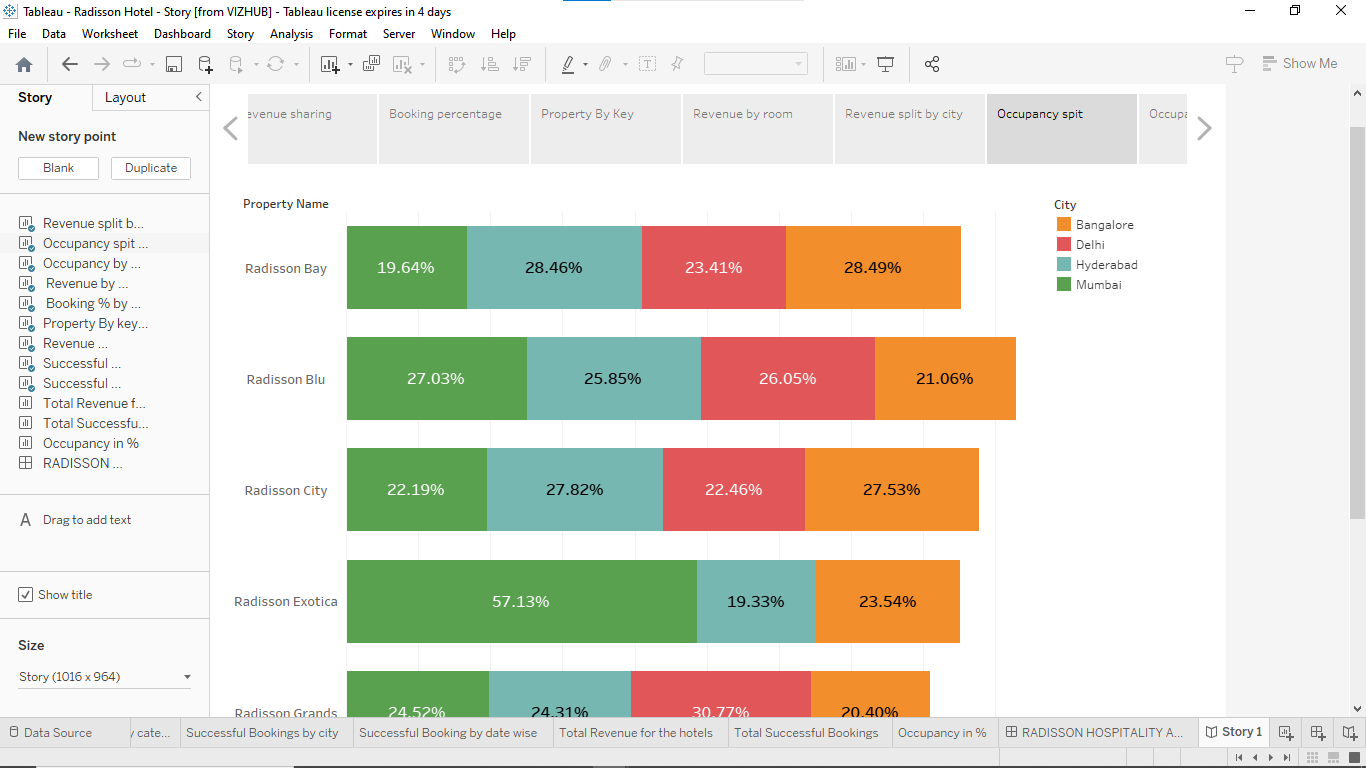 Tableau - Radisson Hotel - Story [from VIZHUB] - Tableau license expires in 4 days
File Data Worksheet Dashboard Story Analysis Format Server Window Help
Show Me
Story Layout
New story point
Blank Duplicate
Revenue split b...
Occupancy spit ...
Occupancy by ...
Revenue by ...
Booking % by ...
Property By key...
Revenue ...
Successful ...
Successful ...
Total Revenue f...
Total Successfu...
Occupancy in %
RADISSON ...
A Drag to add text
Show title
Size
Story (1016 x 964)
evenue sharing Booking percentage Property By Key Revenue by room Revenue split by city Occupancy spit Occupa
Property Name
City
Bangalore
Delhi
Hyderabad
Mumbai
Radisson Bay 19.64% 28.46% 23.41% 28.49%
Radisson Blu 27.03% 25.85% 26.05% 21.06%
Radisson City 22.19% 27.82% 22.46% 27.53%
Radisson Exotica 57.13% 19.33% 23.54%
Radisson Grands 24.52% 24.31% 30.77% 20.40%
Data Source y cate... Successful Bookings by city Successful Booking by date wise Total Revenue for the hotels Total Successful Bookings Occupancy in % RADISSON HOSPITALITY A... Story 1